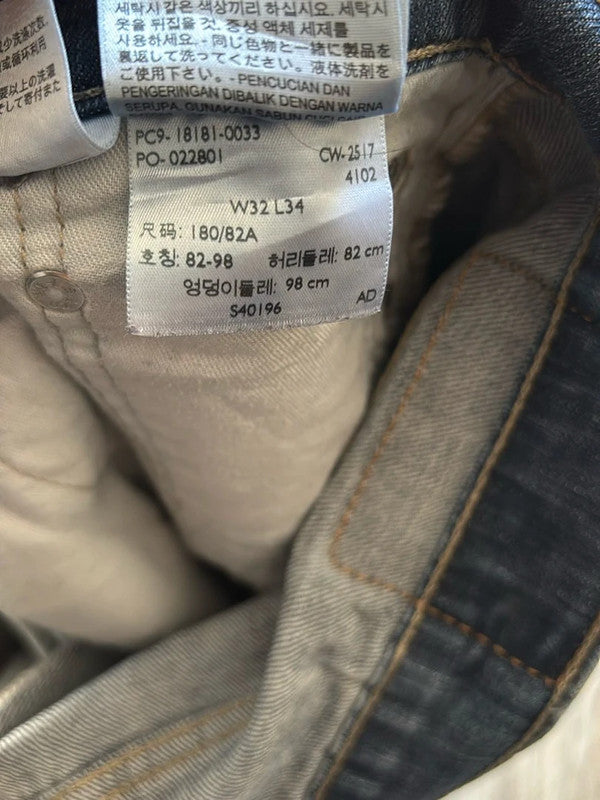 세탁시 같은 색상끼리 하십시오. 세탁시
옷을 뒤집을 것. 중성 액체 세제를
사용하세요. - 同じ色物と一緒に製品を
裏返して洗ってください。液体洗剤を
ご使用下さい。 -PENCUCIAN DAN
PENGERINGAN DIBALIK DENGAN WARNA
SERUPA. GUNAKAN SABUN
PC9- 18181-0033
PO- 022801
CW-2517
4102
W32 L34
尺码: 180/82A
호칭: 82-98 허리둘레: 82 cm
엉덩이둘레: 98 cm
S40196 AD